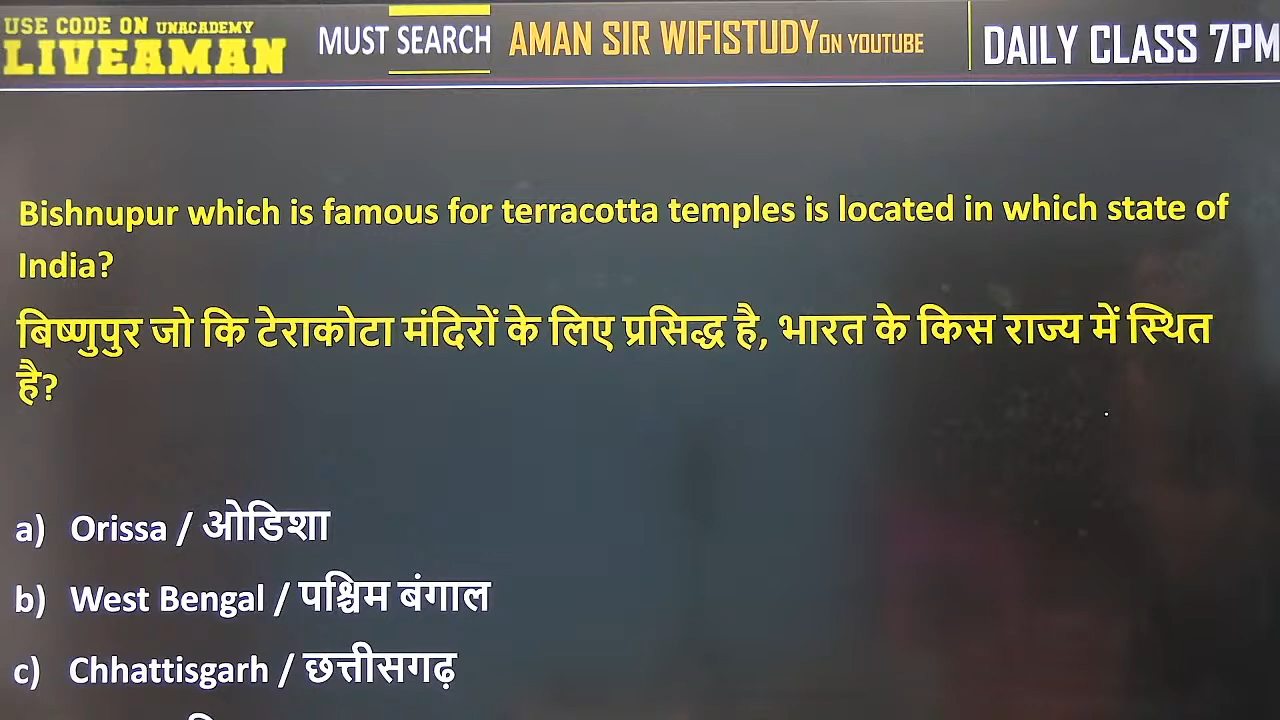 USE CODE ON UNACADEMY
LIVEAMAN
MUST SEARCH
AMAN SIR WIFISTUDY ON YOUTUBE
DAILY CLASS 7PM
Bishnupur which is famous for terracotta temples is located in which state of
India?
बिष्णुपुर जो कि टेराकोटा मंदिरों के लिए प्रसिद्ध है, भारत के किस राज्य में स्थित
है?
a) Orissa / ओडिशा
b) West Bengal / पश्चिम बंगाल
c) Chhattisgarh / छत्तीसगढ़